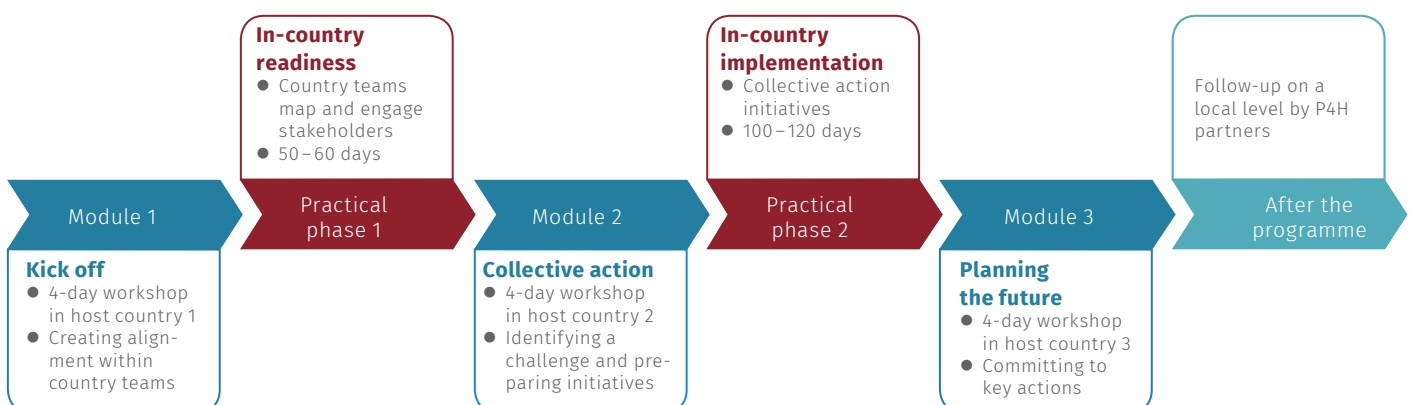 Module 1
Kick off
● 4-day workshop
in host country 1
● Creating align-
ment within
country teams
In-country
readiness
● Country teams
map and engage
stakeholders
● 50–60 days
Practical
phase 1
Module 2
Collective action
● 4-day workshop
in host country 2
● Identifying a
challenge and pre-
paring initiatives
In-country
implementation
● Collective action
initiatives
● 100–120 days
Practical
phase 2
Module 3
Planning
the future
● 4-day workshop
in host country 3
● Committing to
key actions
Follow-up on a
local level by P4H
partners
After the
programme